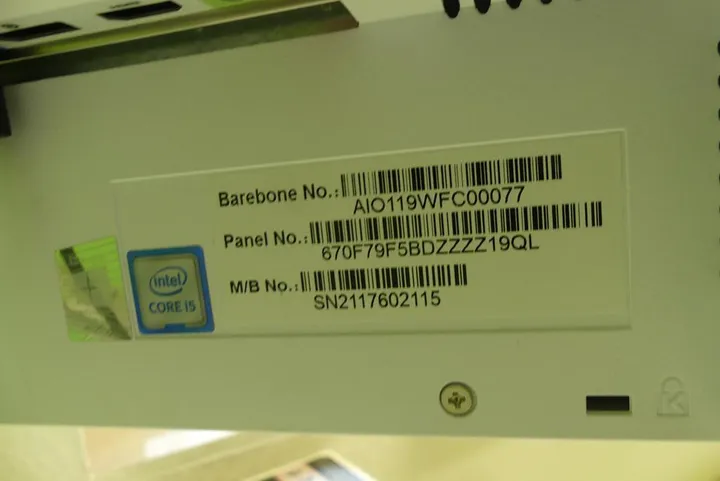 Barebone No.:
AIO119WFC00077
Panel No.:
670F79F5BDZZZZ19QL
M/B No.:
SN2117602115
intel
CORE i5